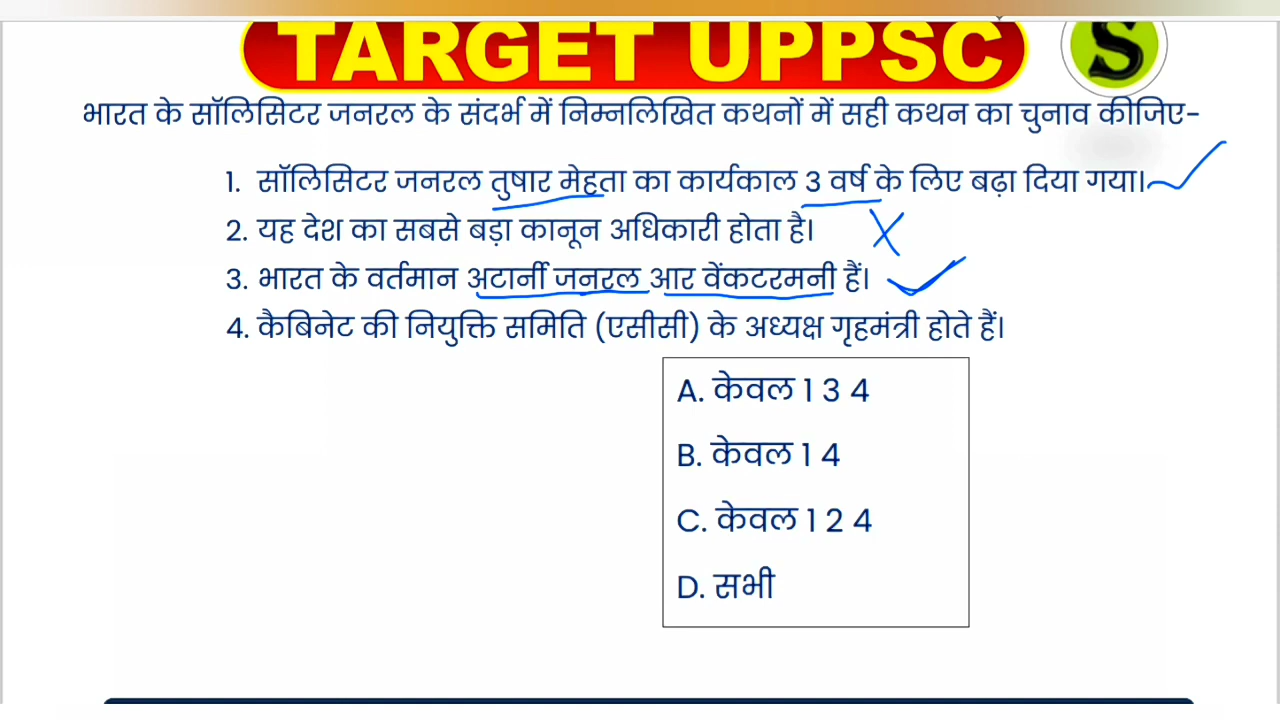 TARGET UPPSC
S
भारत के सॉलिसिटर जनरल के संदर्भ में निम्नलिखित कथनों में सही कथन का चुनाव कीजिए-
1. सॉलिसिटर जनरल तुषार मेहता का कार्यकाल 3 वर्ष के लिए बढ़ा दिया गया।
2. यह देश का सबसे बड़ा कानून अधिकारी होता है।
3. भारत के वर्तमान अटार्नी जनरल आर वेंकटरमनी हैं।
4. कैबिनेट की नियुक्ति समिति (एसीसी) के अध्यक्ष गृहमंत्री होते हैं।
A. केवल 1 3 4
B. केवल 1 4
C. केवल 1 2 4
D. सभी